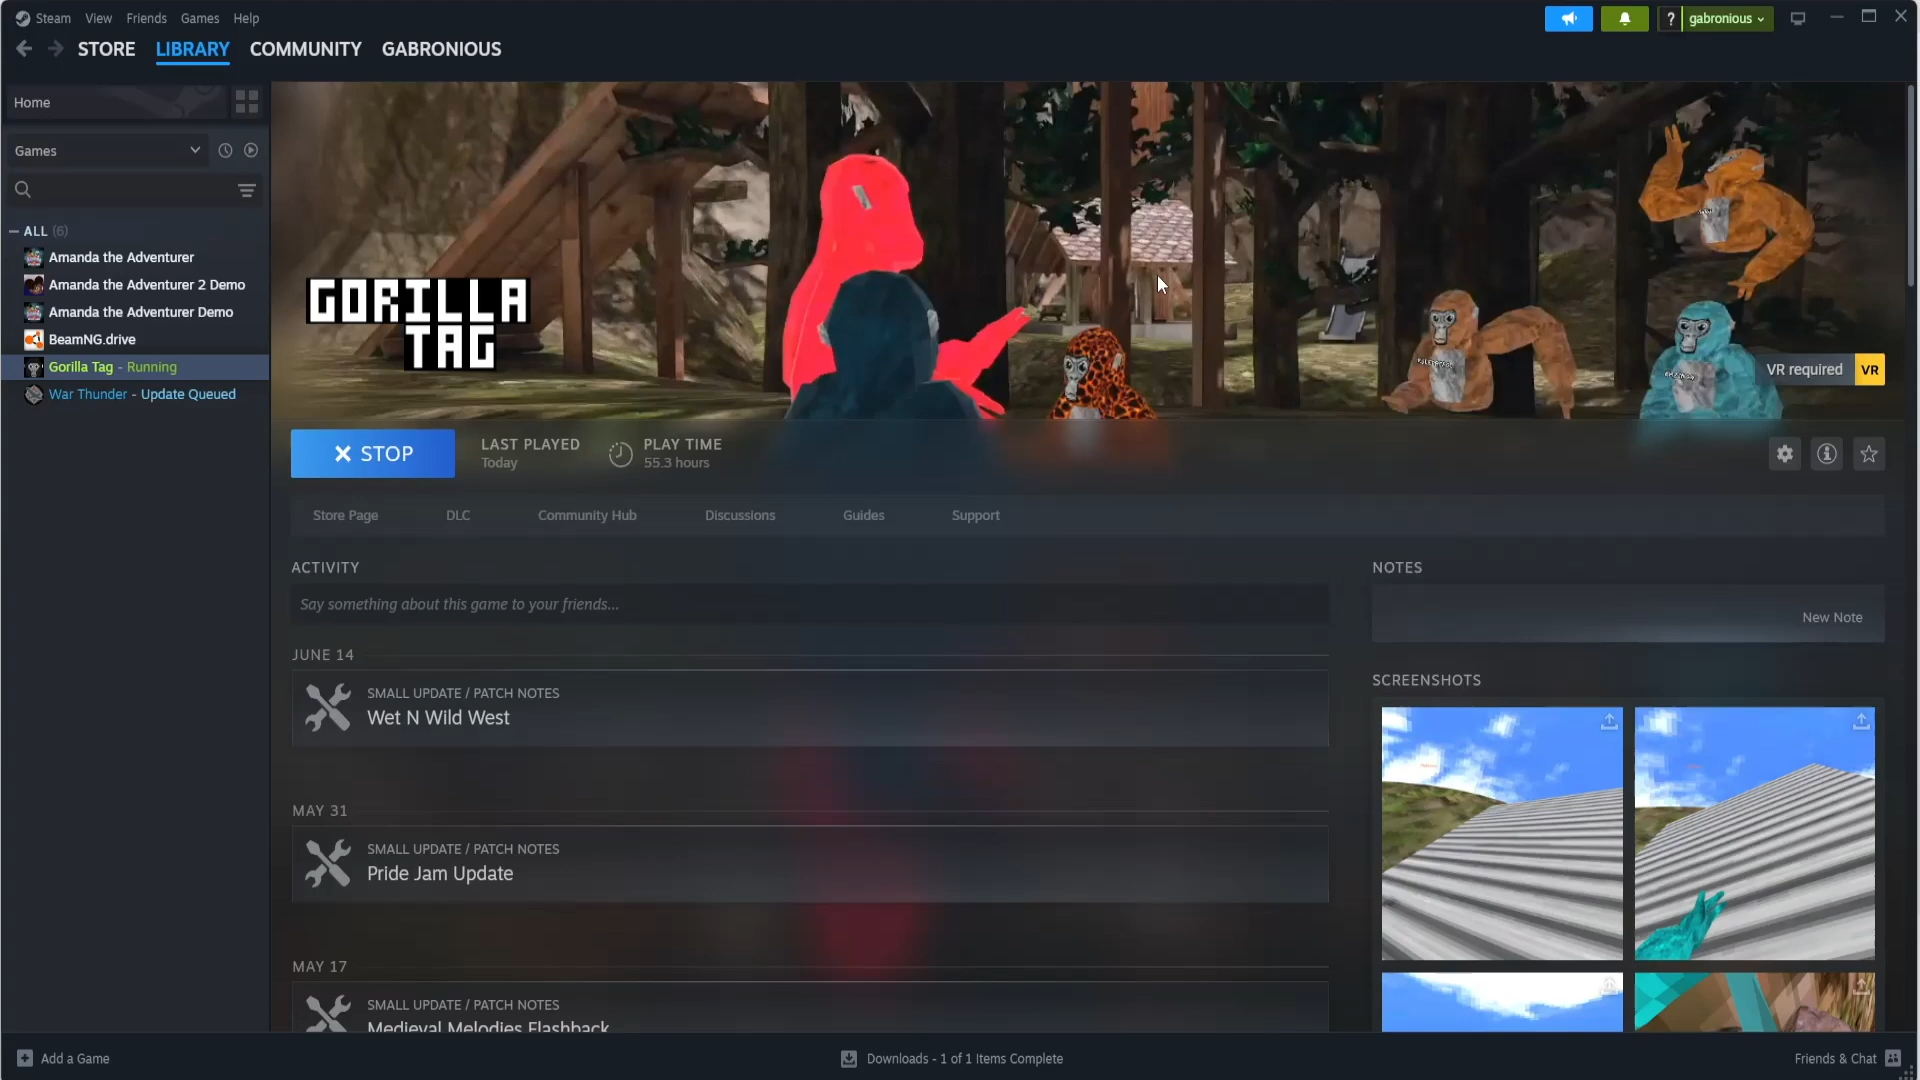 Steam View Friends Games Help
? gabronious
STORE LIBRARY COMMUNITY GABRONIOUS
Home
Games
ALL (6)
Amanda the Adventurer
Amanda the Adventurer 2 Demo
Amanda the Adventurer Demo
BeamNG.drive
Gorilla Tag - Running
War Thunder - Update Queued
GORILLA
TAG
VR required VR
STOP
LAST PLAYED
Today
PLAY TIME
55.3 hours
Store Page DLC Community Hub Discussions Guides Support
ACTIVITY
Say something about this game to your friends...
JUNE 14
SMALL UPDATE / PATCH NOTES
Wet N Wild West
MAY 31
SMALL UPDATE / PATCH NOTES
Pride Jam Update
MAY 17
SMALL UPDATE / PATCH NOTES
Medieval Melodies Flashback
NOTES
New Note
SCREENSHOTS
Add a Game
Downloads - 1 of 1 Items Complete
Friends & Chat